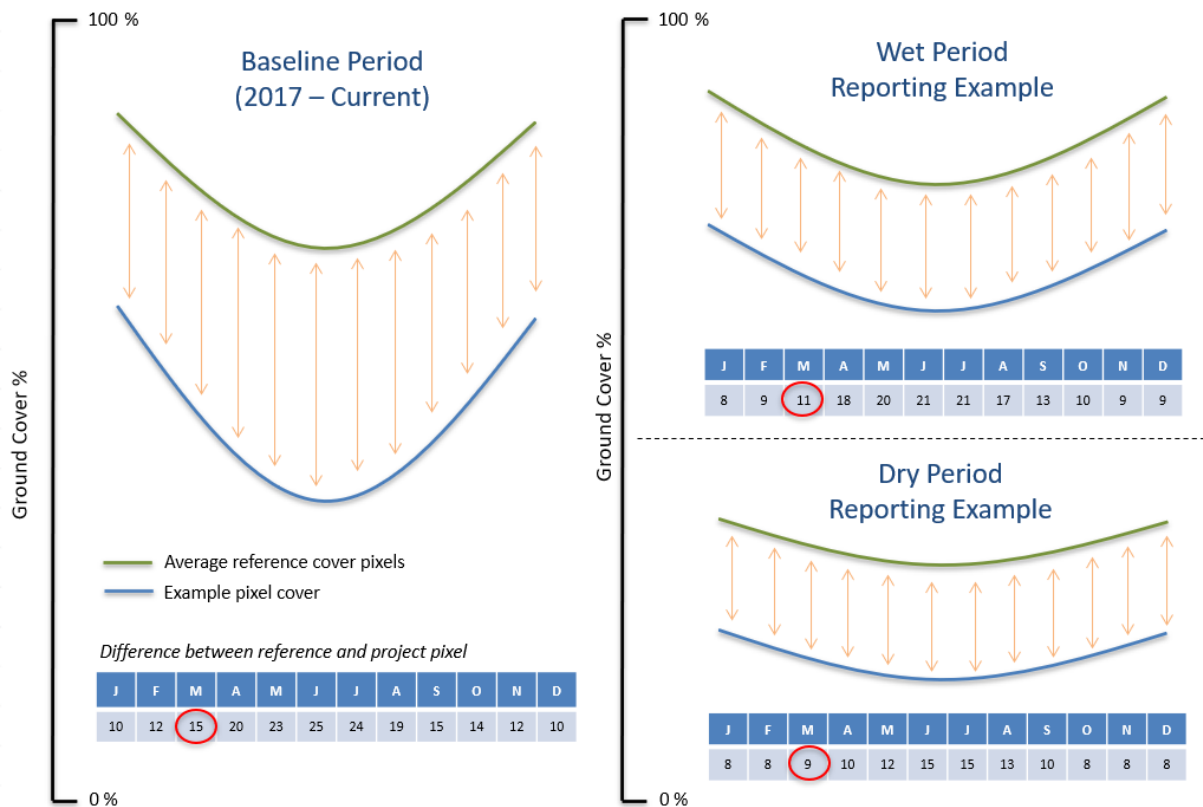 100 %
Baseline Period
(2017 – Current)
Ground Cover %
Average reference cover pixels
Example pixel cover
Difference between reference and project pixel
J F M A M J J A S O N D
10 12 15 20 23 25 24 19 15 14 12 10
0 %
100 %
Wet Period
Reporting Example
Ground Cover %
J F M A M J J A S O N D
8 9 11 18 20 21 21 17 13 10 9 9
Dry Period
Reporting Example
J F M A M J J A S O N D
8 8 9 10 12 15 15 13 10 8 8 8
0 %